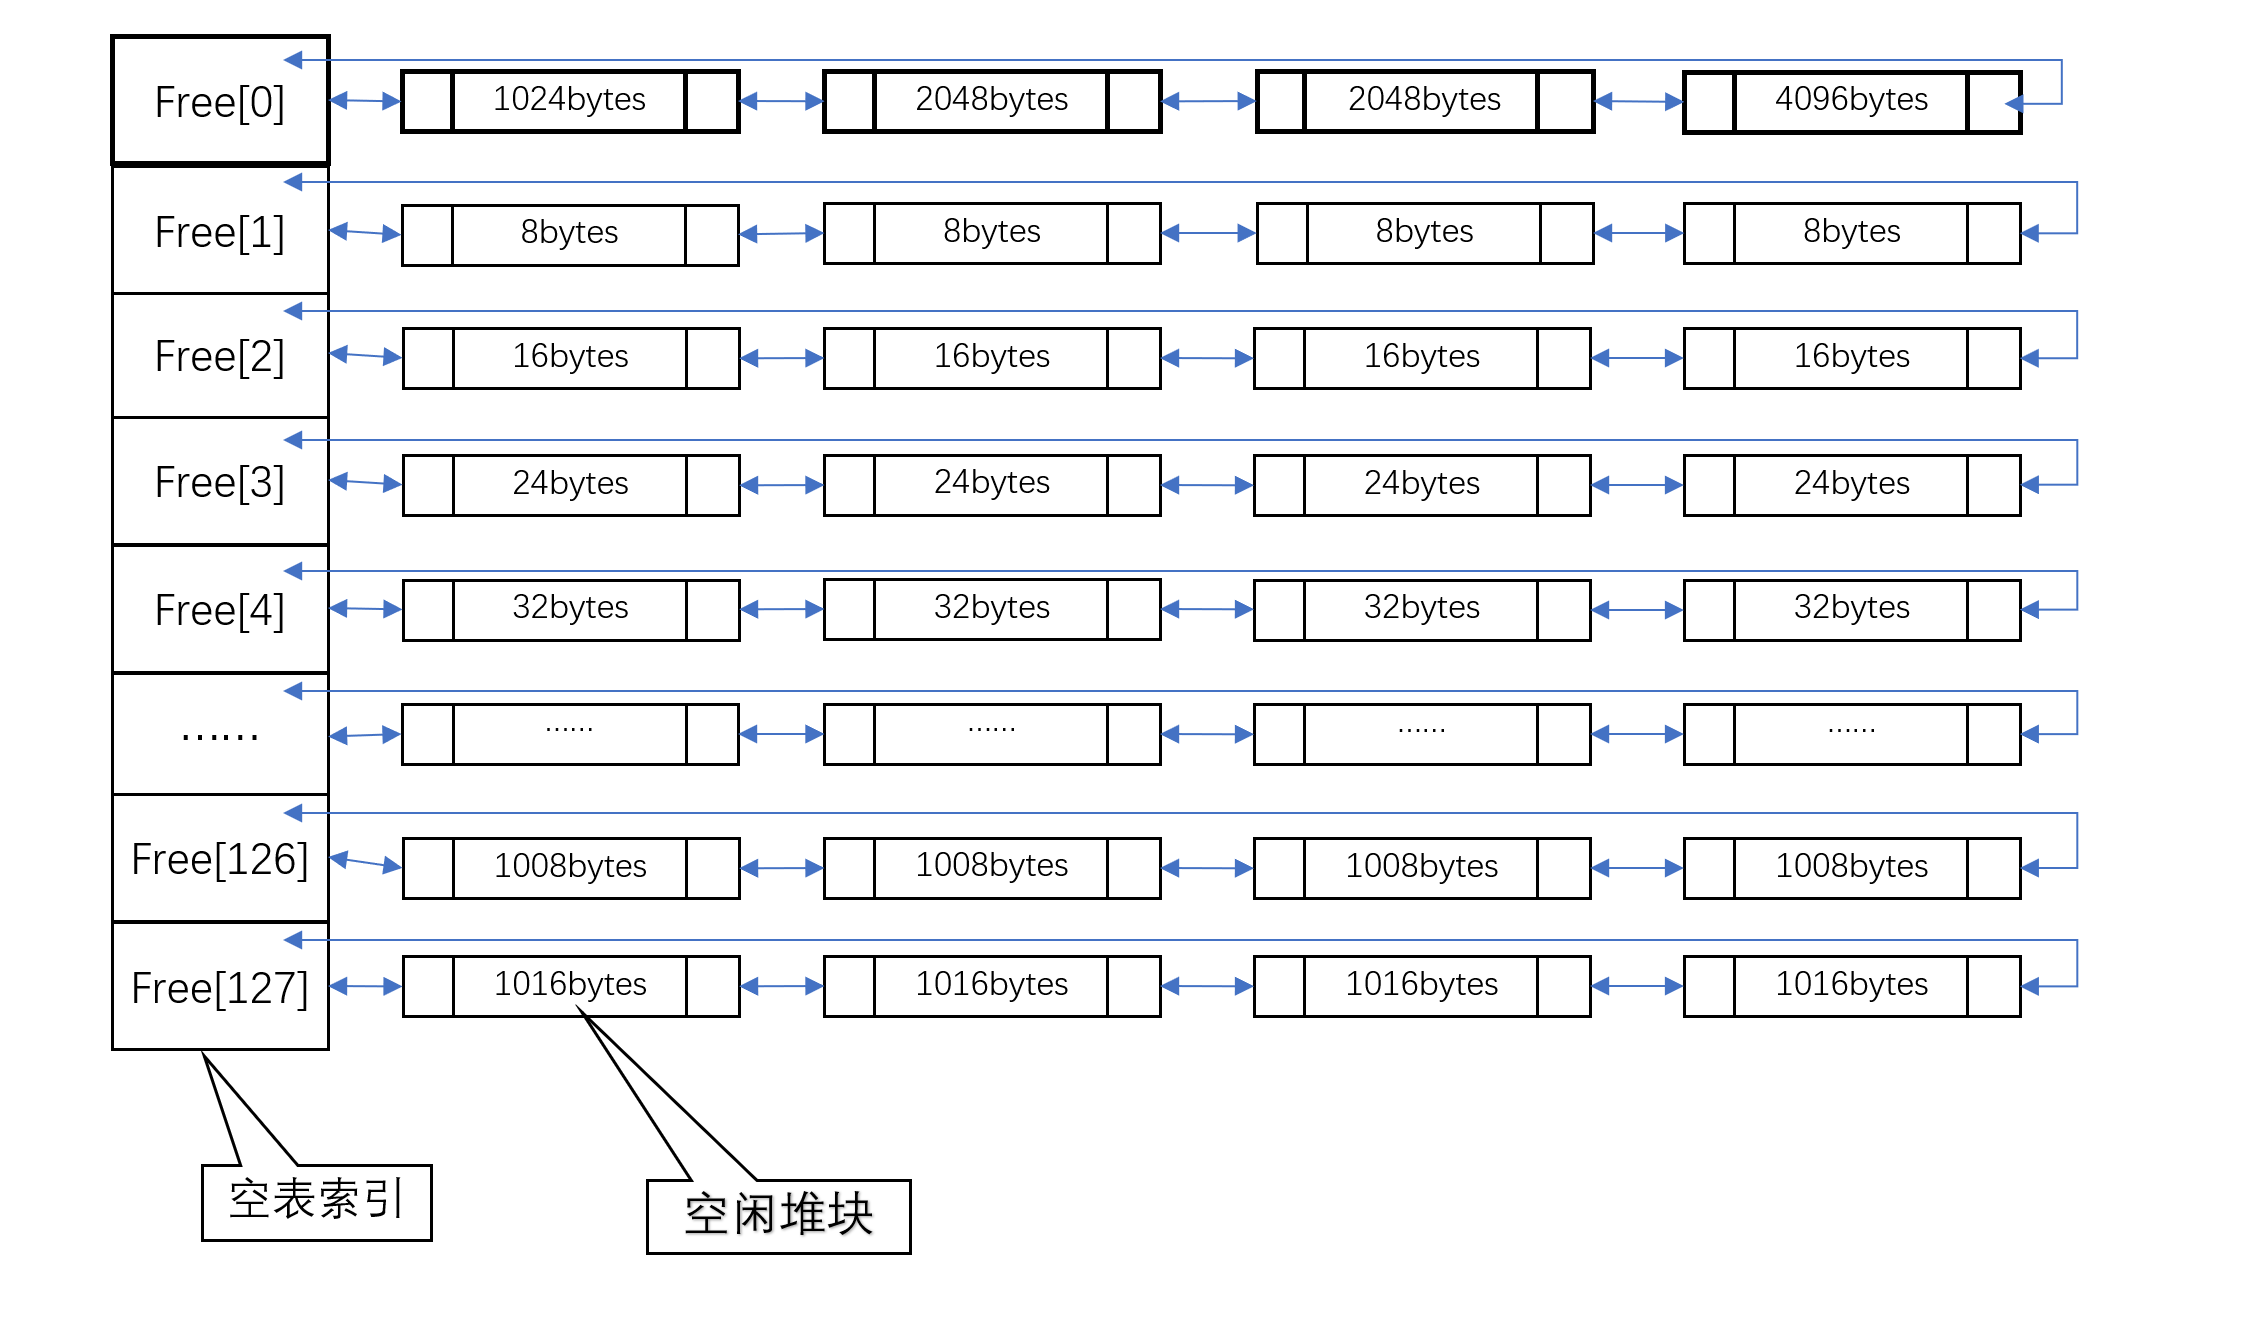 Free[0] 1024bytes 2048bytes 2048bytes 4096bytes
Free[1] 8bytes 8bytes 8bytes 8bytes
Free[2] 16bytes 16bytes 16bytes 16bytes
Free[3] 24bytes 24bytes 24bytes 24bytes
Free[4] 32bytes 32bytes 32bytes 32bytes
…… …… …… …… ……
Free[126] 1008bytes 1008bytes 1008bytes 1008bytes
Free[127] 1016bytes 1016bytes 1016bytes 1016bytes
空表索引
空闲堆块